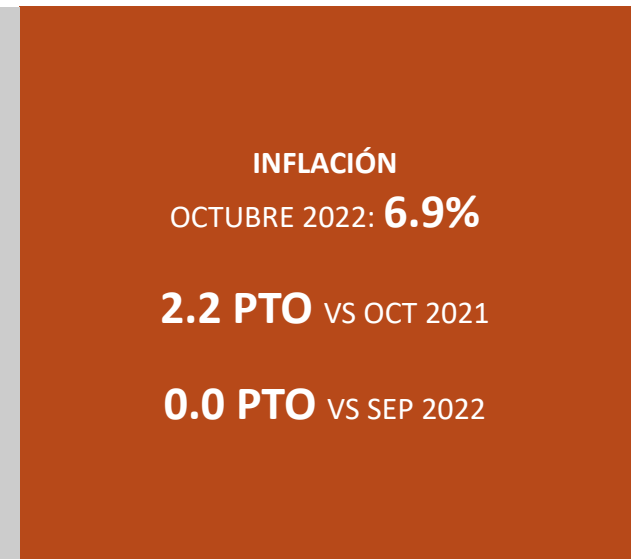 INFLACIÓN
OCTUBRE 2022: 6.9%
2.2 PTO VS OCT 2021
0.0 PTO VS SEP 2022